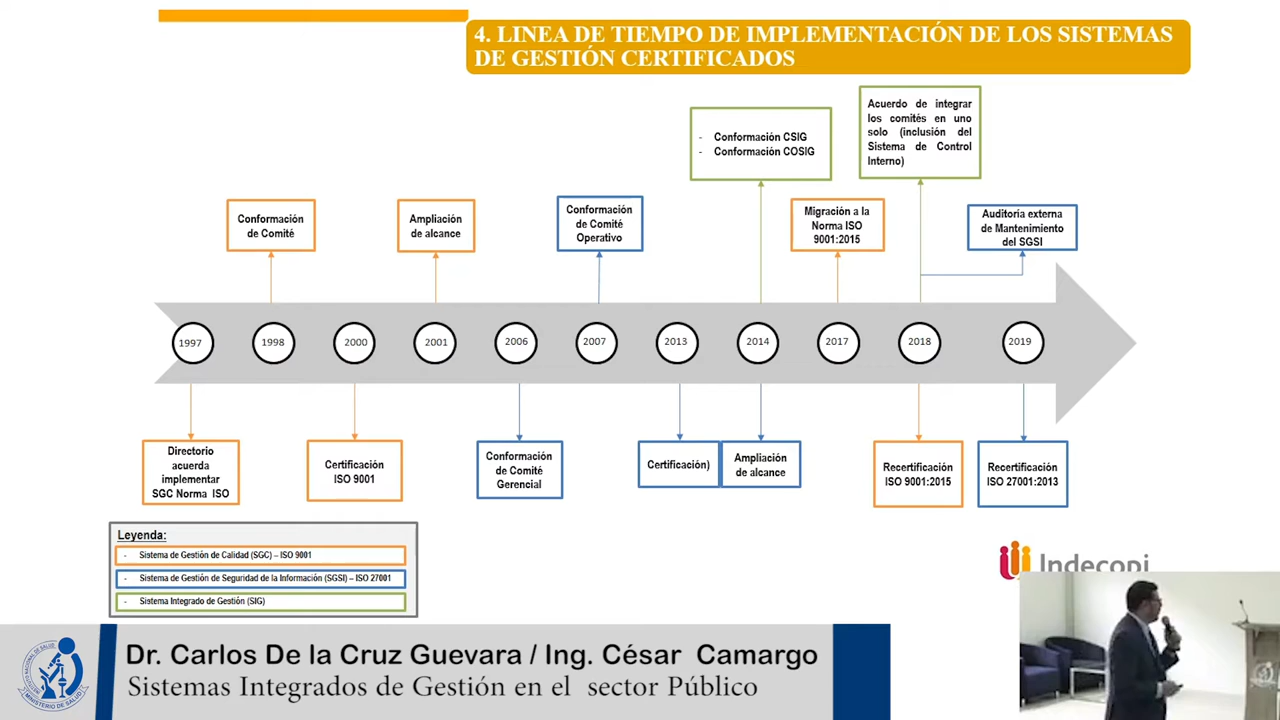 4. LINEA DE TIEMPO DE IMPLEMENTACIÓN DE LOS SISTEMAS
DE GESTIÓN CERTIFICADOS
Conformación
de Comité
Ampliación
de alcance
Conformación
de Comité
Operativo
- Conformación CSIG
- Conformación COSIG
Migración a la
Norma ISO
9001:2015
Acuerdo de integrar
los comités en uno
solo (inclusión del
Sistema de Control
Interno)
Auditoría externa
de Mantenimiento
del SGSI
1997
1998
2000
2001
2006
2007
2013
2014
2017
2018
2019
Directorio
acuerda
implementar
SGC Norma ISO
Certificación
ISO 9001
Conformación
de Comité
Gerencial
Certificación)
Ampliación
de alcance
Recertificación
ISO 9001:2015
Recertificación
ISO 27001:2013
Leyenda:
- Sistema de Gestión de Calidad (SGC) – ISO 9001
- Sistema de Gestión de Seguridad de la Información (SGSI) – ISO 27001
- Sistema Integrado de Gestión (SIG)
Indecopi
Dr. Carlos De la Cruz Guevara / Ing. César Camargo
Sistemas Integrados de Gestión en el sector Público